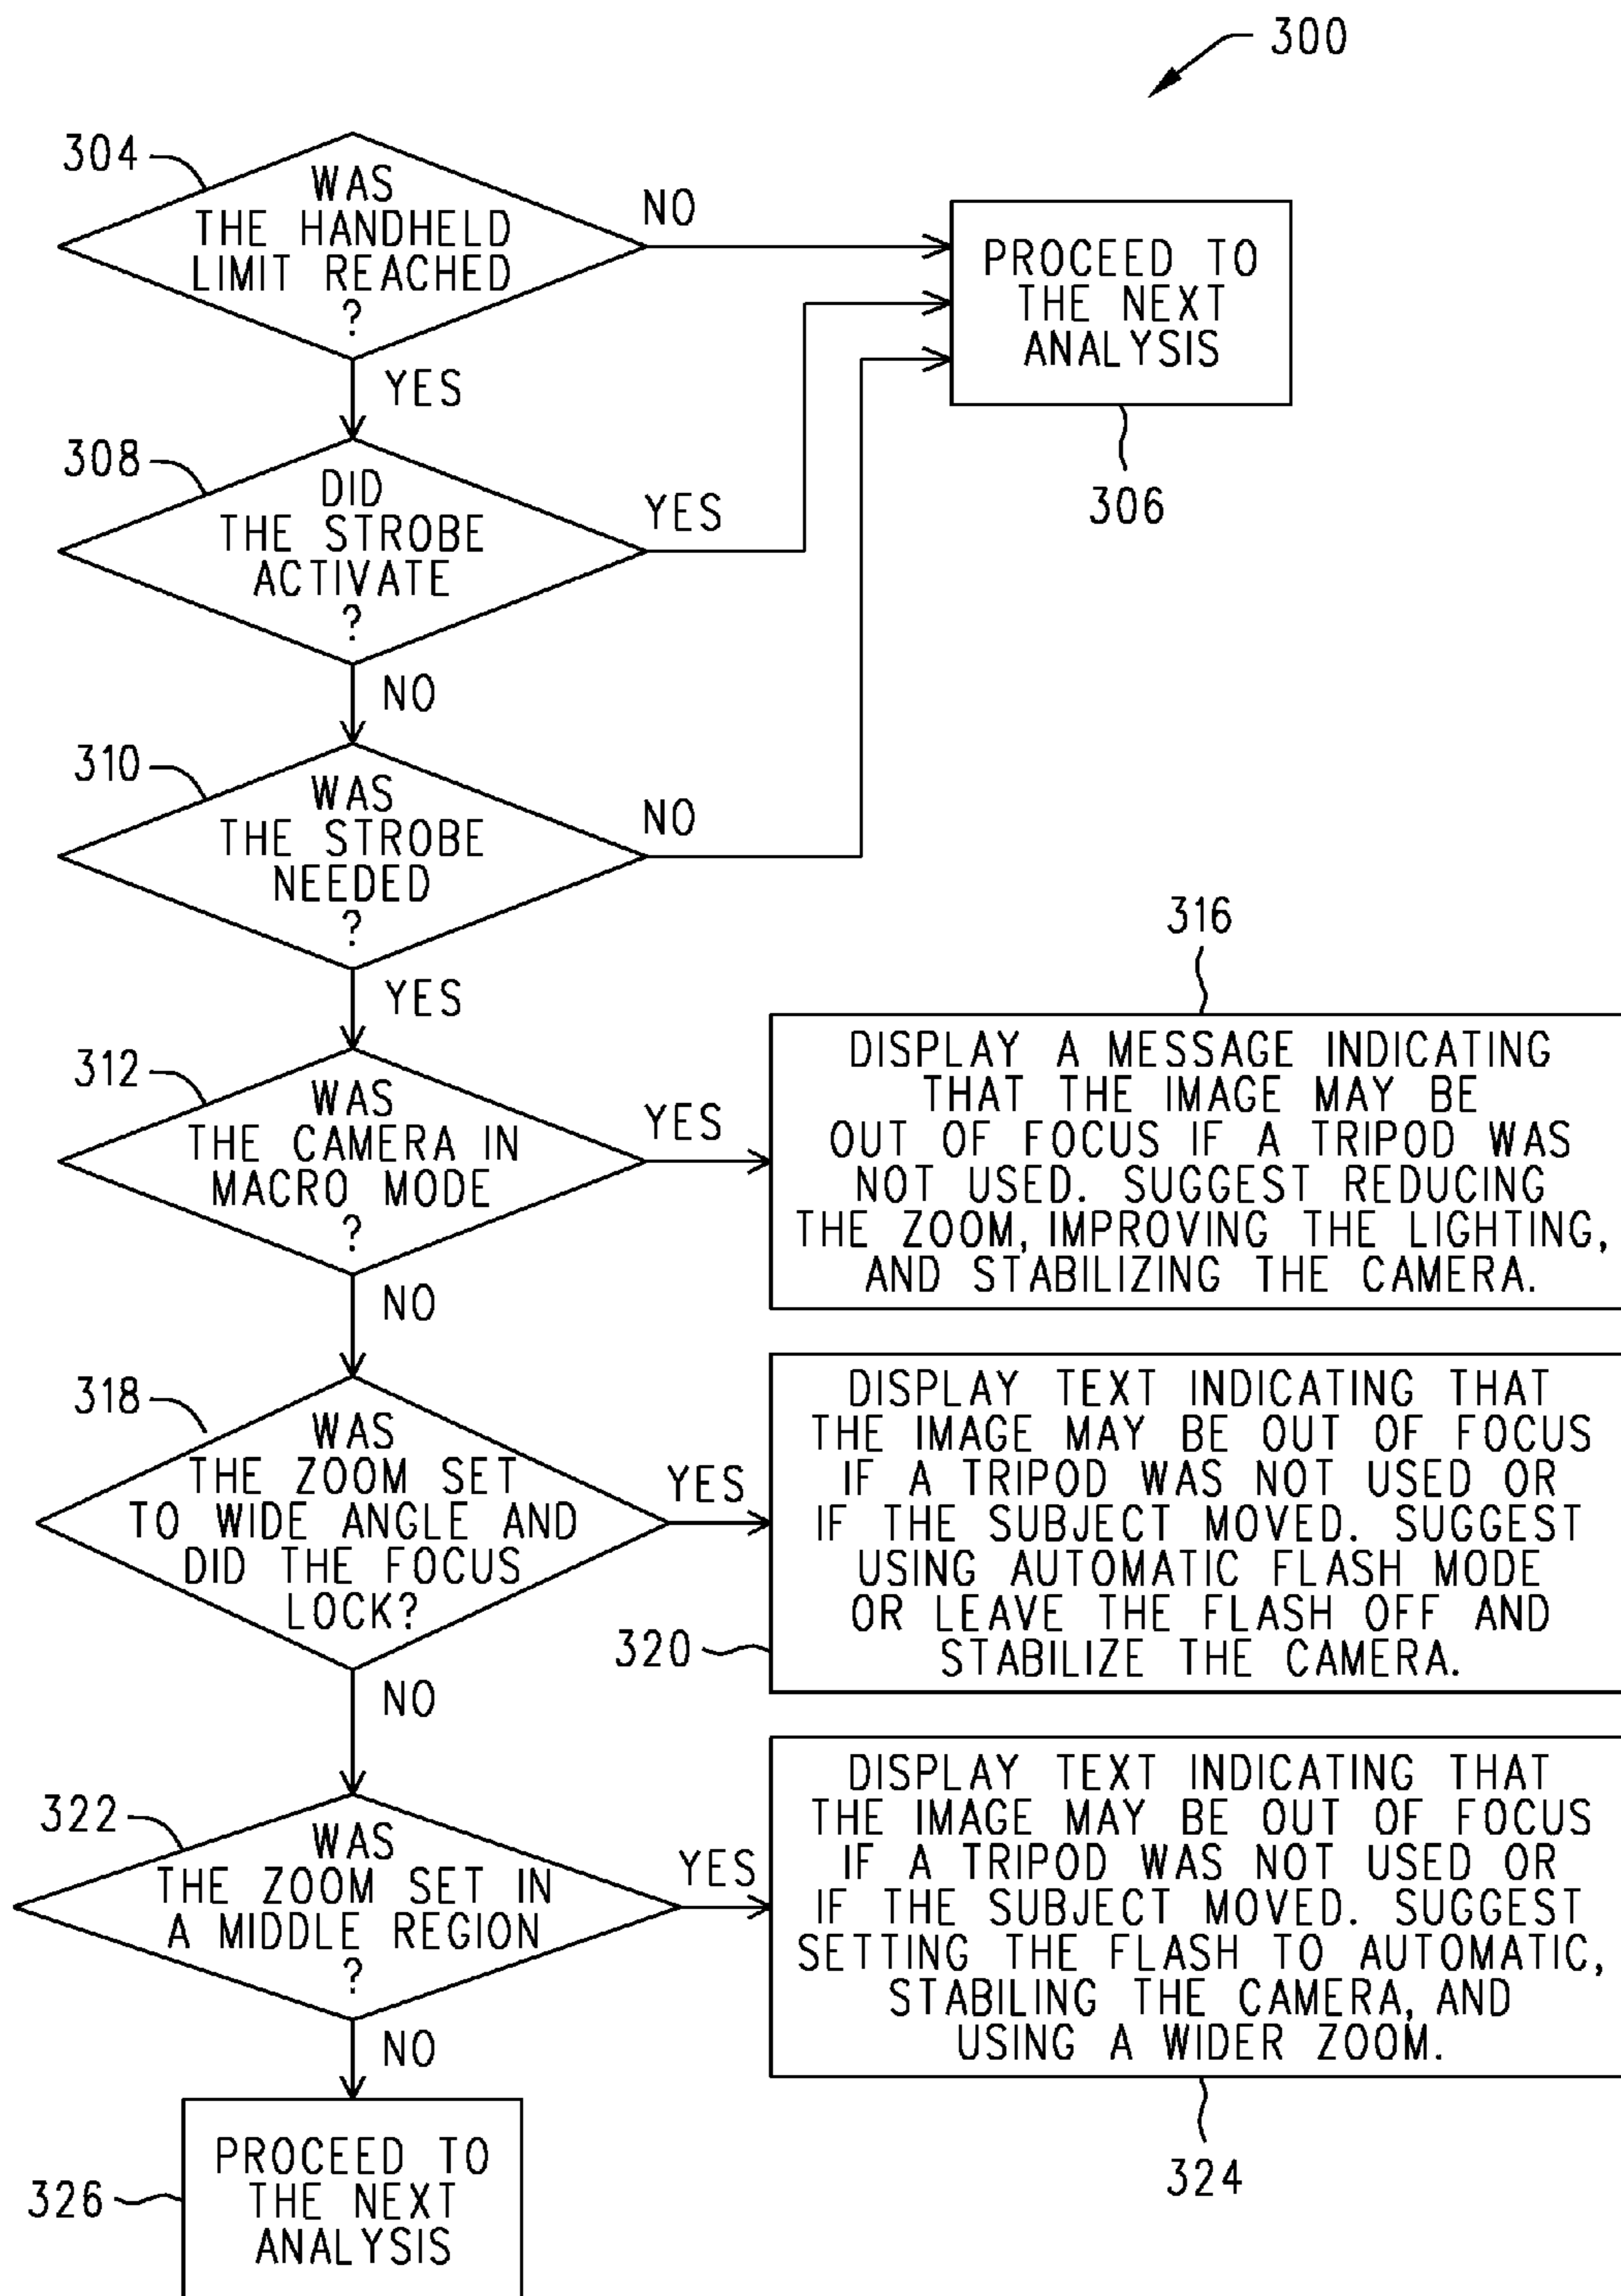 300
304
WAS
THE HANDHELD
LIMIT REACHED
?
NO
PROCEED TO
THE NEXT
ANALYSIS
306
YES
308
DID
THE STROBE
ACTIVATE
?
YES
NO
310
WAS
THE STROBE
NEEDED
?
NO
YES
312
WAS
THE CAMERA IN
MACRO MODE
?
YES
316
DISPLAY A MESSAGE INDICATING
THAT THE IMAGE MAY BE
OUT OF FOCUS IF A TRIPOD WAS
NOT USED. SUGGEST REDUCING
THE ZOOM, IMPROVING THE LIGHTING,
AND STABILIZING THE CAMERA.
NO
318
WAS
THE ZOOM SET
TO WIDE ANGLE AND
DID THE FOCUS
LOCK?
YES
320
DISPLAY TEXT INDICATING THAT
THE IMAGE MAY BE OUT OF FOCUS
IF A TRIPOD WAS NOT USED OR
IF THE SUBJECT MOVED. SUGGEST
USING AUTOMATIC FLASH MODE
OR LEAVE THE FLASH OFF AND
STABILIZE THE CAMERA.
NO
322
WAS
THE ZOOM SET IN
A MIDDLE REGION
?
YES
DISPLAY TEXT INDICATING THAT
THE IMAGE MAY BE OUT OF FOCUS
IF A TRIPOD WAS NOT USED OR
IF THE SUBJECT MOVED. SUGGEST
SETTING THE FLASH TO AUTOMATIC,
STABILING THE CAMERA, AND
USING A WIDER ZOOM.
324
NO
326
PROCEED TO
THE NEXT
ANALYSIS